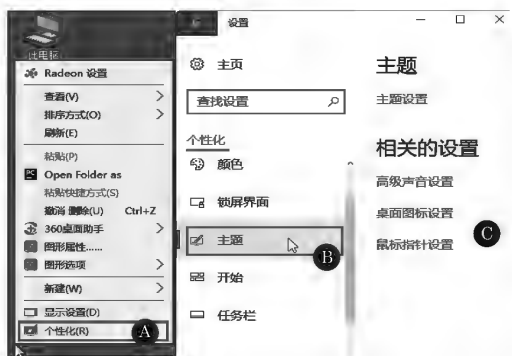 此电脑
Radeon 设置
查看(V)
排序方式(O)
刷新(E)
粘贴(P)
Open Folder as
粘贴快捷方式(S)
撤消 删除(U) Ctrl+Z
360桌面助手
图形属性......
图形选项
新建(W)
显示设置(D)
个性化(R)
A
设置
主页
查找设置
个性化
颜色
锁屏界面
主题
B
开始
任务栏
主题
主题设置
相关的设置
高级声音设置
桌面图标设置
鼠标指针设置
C